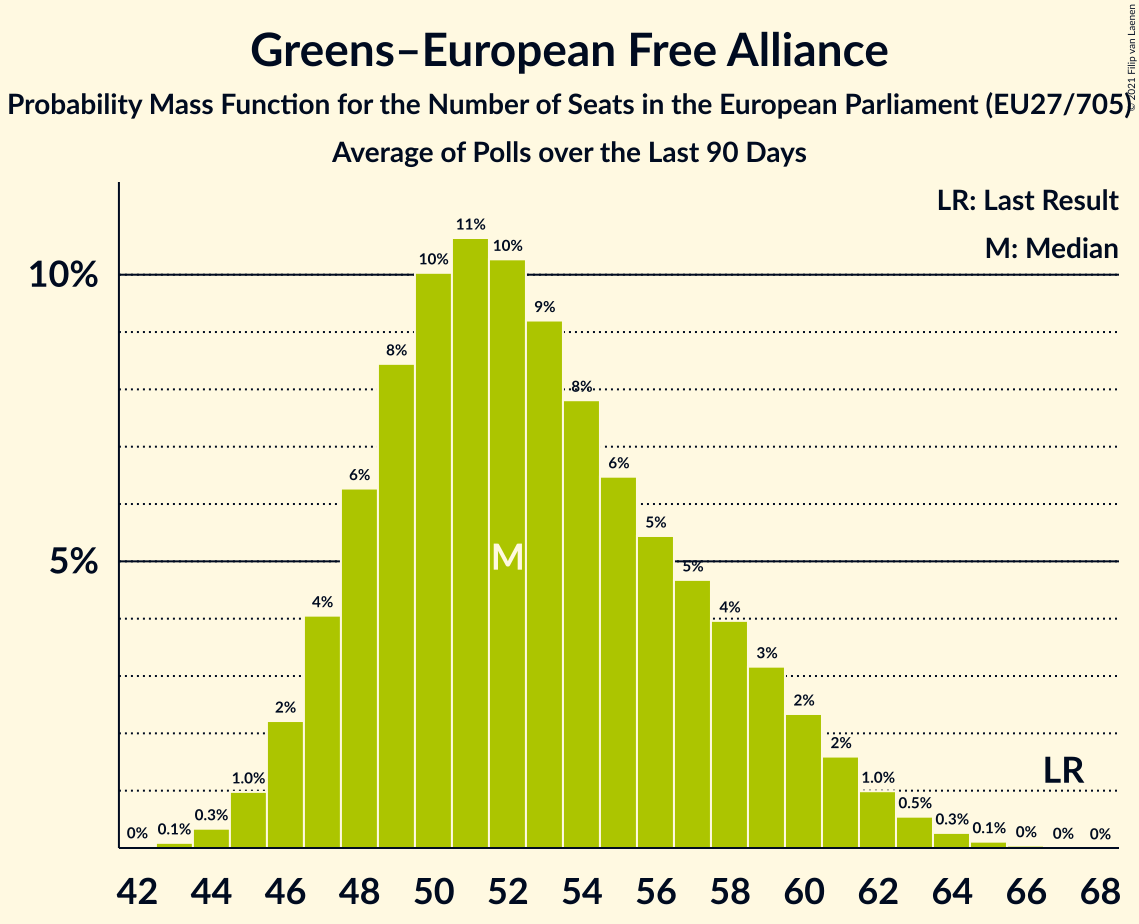 Greens–European Free Alliance
Probability Mass Function for the Number of Seats in the European Parliament (EU27/705)
Average of Polls over the Last 90 Days
© 2021 Filip van Laenen
LR: Last Result
M: Median
10%
5%
0% 0.1% 0.3% 1.0% 2% 4% 6% 8% 10% 11% 10% 9% 8% 6% 5% 5% 4% 3% 2% 2% 1.0% 0.5% 0.3% 0.1% 0% 0% 0%
M
LR
42 44 46 48 50 52 54 56 58 60 62 64 66 68